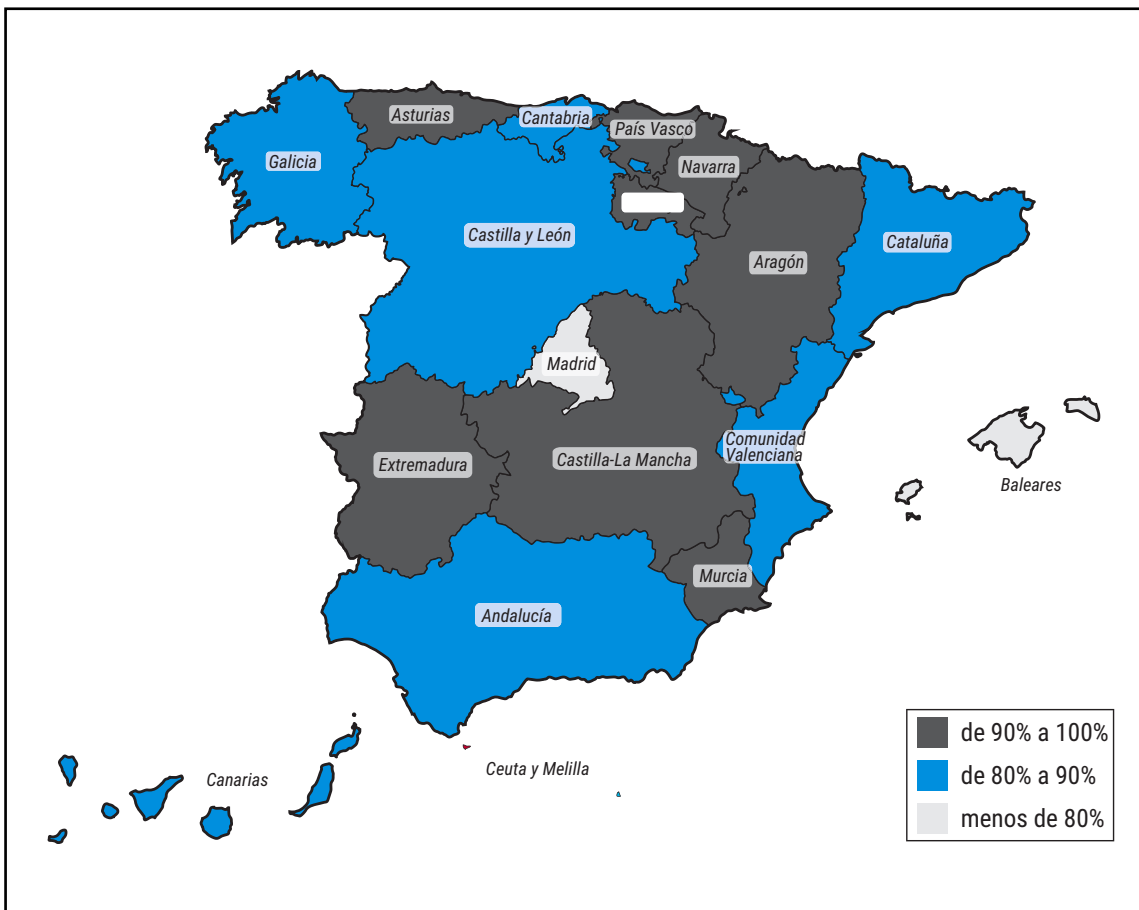 Asturias
Cantabria
País Vasco
Galicia
Navarra
Castilla y León
Cataluña
Aragón
Madrid
Comunidad
Valenciana
Extremadura
Castilla-La Mancha
Baleares
Murcia
Andalucía
Canarias
Ceuta y Melilla
de 90% a 100%
de 80% a 90%
menos de 80%